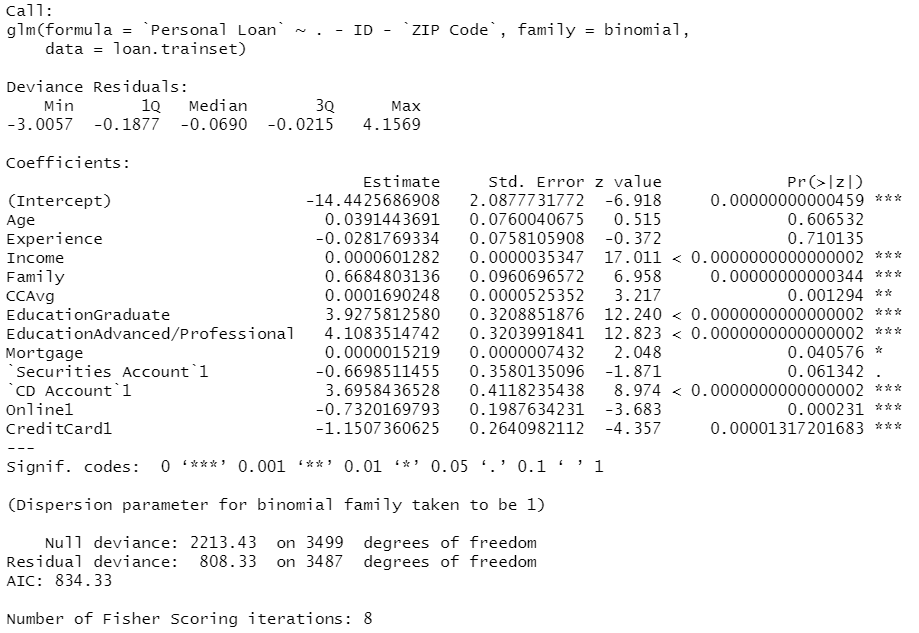 Call:
glm(formula = `Personal Loan` ~ . - ID - `ZIP Code`, family = binomial,
    data = loan.trainset)

Deviance Residuals:
    Min       1Q   Median       3Q      Max
-3.0057  -0.1877  -0.0690  -0.0215   4.1569

Coefficients:
                                   Estimate     Std. Error z value             Pr(>|z|)
(Intercept)                  -14.4425686908   2.0877731772  -6.918     0.00000000000459 ***
Age                            0.0391443691   0.0760040675   0.515             0.606532
Experience                    -0.0281769334   0.0758105908  -0.372             0.710135
Income                         0.0000601282   0.0000035347  17.011 < 0.0000000000000002 ***
Family                         0.6684803136   0.0960696572   6.958     0.00000000000344 ***
CCAvg                          0.0001690248   0.0000525352   3.217             0.001294 **
EducationGraduate              3.9275812580   0.3208851876  12.240 < 0.0000000000000002 ***
EducationAdvanced/Professional 4.1083514742   0.3203991841  12.823 < 0.0000000000000002 ***
Mortgage                       0.0000015219   0.0000007432   2.048             0.040576 *
`Securities Account`1         -0.6698511455   0.3580135096  -1.871             0.061342 .
`CD Account`1                  3.6958436528   0.4118235438   8.974 < 0.0000000000000002 ***
Online1                       -0.7320169793   0.1987634231  -3.683             0.000231 ***
CreditCard1                   -1.1507360625   0.2640982112  -4.357     0.00001317201683 ***
---
Signif. codes:  0 ‘***’ 0.001 ‘**’ 0.01 ‘*’ 0.05 ‘.’ 0.1 ‘ ’ 1

(Dispersion parameter for binomial family taken to be 1)

    Null deviance: 2213.43  on 3499  degrees of freedom
Residual deviance:  808.33  on 3487  degrees of freedom
AIC: 834.33

Number of Fisher Scoring iterations: 8